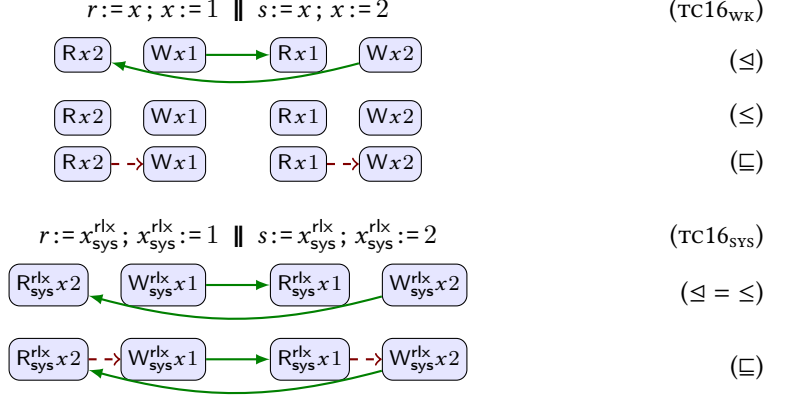 r := x ; x := 1 ∥ s := x ; x := 2 (TC16WK)
Rx2 Wx1 Rx1 Wx2 (⊴)
Rx2 Wx1 Rx1 Wx2 (≤)
Rx2 Wx1 Rx1 Wx2 (⊑)
r := x^rlx_sys ; x^rlx_sys := 1 ∥ s := x^rlx_sys ; x^rlx_sys := 2 (TC16SYS)
R^rlx_sys x2 W^rlx_sys x1 R^rlx_sys x1 W^rlx_sys x2 (⊴ = ≤)
R^rlx_sys x2 W^rlx_sys x1 R^rlx_sys x1 W^rlx_sys x2 (⊑)